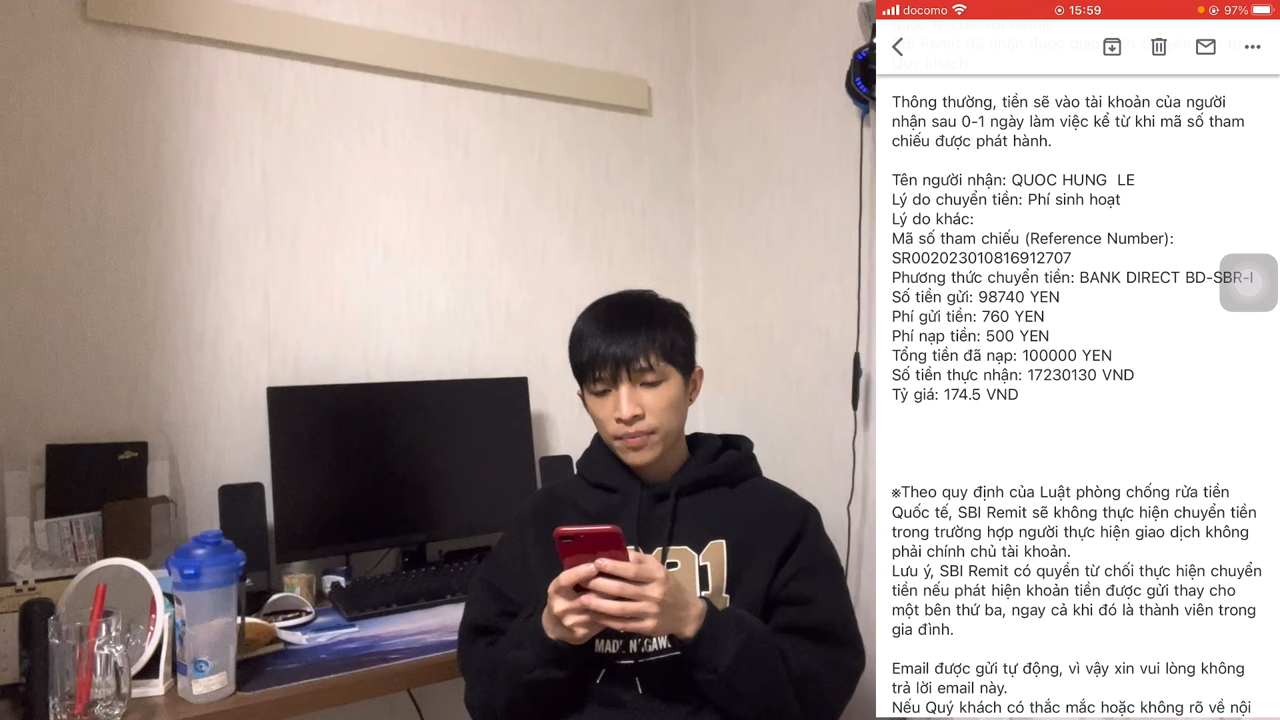 docomo 15:59 97%
Thông thường, tiền sẽ vào tài khoản của người
nhận sau 0-1 ngày làm việc kể từ khi mã số tham
chiếu được phát hành.
Tên người nhận: QUOC HUNG LE
Lý do chuyển tiền: Phí sinh hoạt
Lý do khác:
Mã số tham chiếu (Reference Number):
SR002023010816912707
Phương thức chuyển tiền: BANK DIRECT BD-SBR-I
Số tiền gửi: 98740 YEN
Phí gửi tiền: 760 YEN
Phí nạp tiền: 500 YEN
Tổng tiền đã nạp: 100000 YEN
Số tiền thực nhận: 17230130 VND
Tỷ giá: 174.5 VND
※Theo quy định của Luật phòng chống rửa tiền
Quốc tế, SBI Remit sẽ không thực hiện chuyển tiền
trong trường hợp người thực hiện giao dịch không
phải chính chủ tài khoản.
Lưu ý, SBI Remit có quyền từ chối thực hiện chuyển
tiền nếu phát hiện khoản tiền được gửi thay cho
một bên thứ ba, ngay cả khi đó là thành viên trong
gia đình.
Email được gửi tự động, vì vậy xin vui lòng không
trả lời email này.
Nếu Quý khách có thắc mắc hoặc không rõ về nội